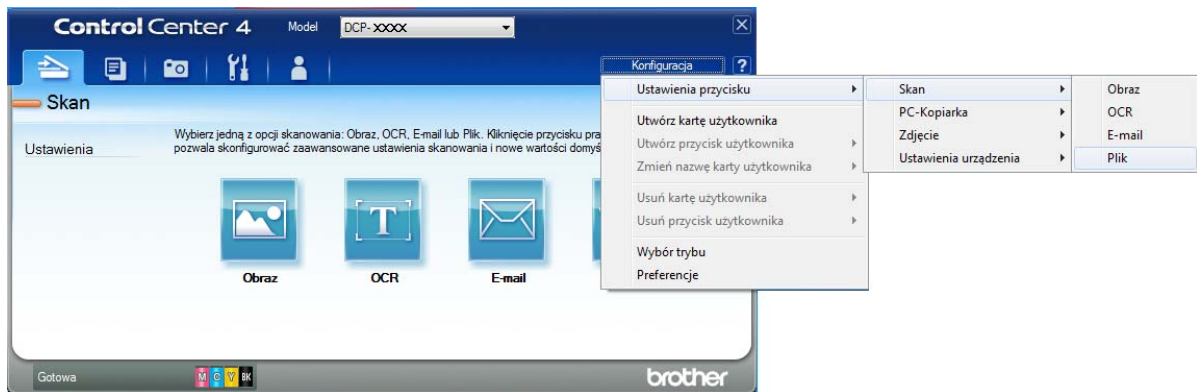 Control Center 4
Model
DCP-XXXX
Konfiguracja
?
Skan
Ustawienia
Wybierz jedną z opcji skanowania: Obraz, OCR, E-mail lub Plik. Kliknięcie przycisku pra
pozwala skonfigurować zaawansowane ustawienia skanowania i nowe wartości domyś
Obraz
OCR
E-mail
Ustawienia przycisku
Utwórz kartę użytkownika
Utwórz przycisk użytkownika
Zmień nazwę karty użytkownika
Usuń kartę użytkownika
Usuń przycisk użytkownika
Wybór trybu
Preferencje
Skan
PC-Kopiarka
Zdjęcie
Ustawienia urządzenia
Obraz
OCR
E-mail
Plik
Gotowa
M C Y BK
brother